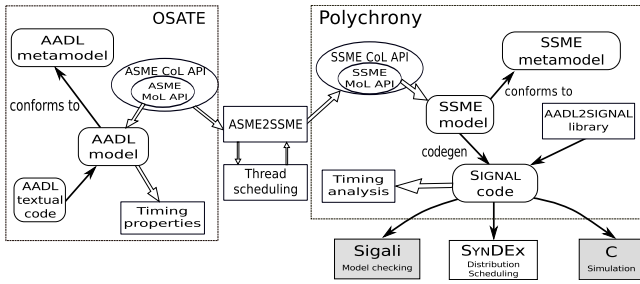 OSATE
Polychrony
AADL
metamodel
ASME CoL API
ASME
MoL API
conforms to
AADL
model
AADL
textual
code
Timing
properties
ASME2SSME
Thread
scheduling
SSME CoL API
SSME
MoL API
SSME
metamodel
conforms to
SSME
model
AADL2SIGNAL
library
codegen
Timing
analysis
SIGNAL
code
Sigali
Model checking
SYNDEX
Distribution
Scheduling
C
Simulation